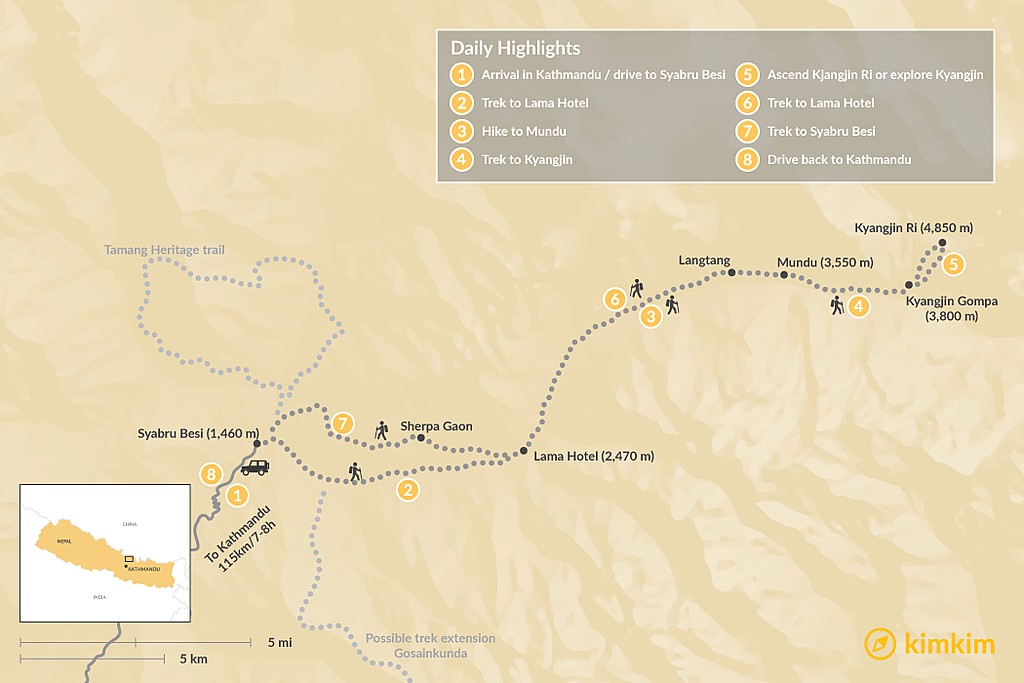 Daily Highlights
1 Arrival in Kathmandu / drive to Syabru Besi
2 Trek to Lama Hotel
3 Hike to Mundu
4 Trek to Kyangjin
5 Ascend Kjangjin Ri or explore Kyangjin
6 Trek to Lama Hotel
7 Trek to Syabru Besi
8 Drive back to Kathmandu
Tamang Heritage trail
Kyangjin Ri (4,850 m)
5
Langtang
Mundu (3,550 m)
6
3
4
Kyangjin Gompa
(3,800 m)
7
Sherpa Gaon
Syabru Besi (1,460 m)
Lama Hotel (2,470 m)
8
1
2
To Kathmandu
115km/7-8h
CHINA
NEPAL
KATHMANDU
INDIA
5 mi
5 km
Possible trek extension
Gosainkunda
kimkim